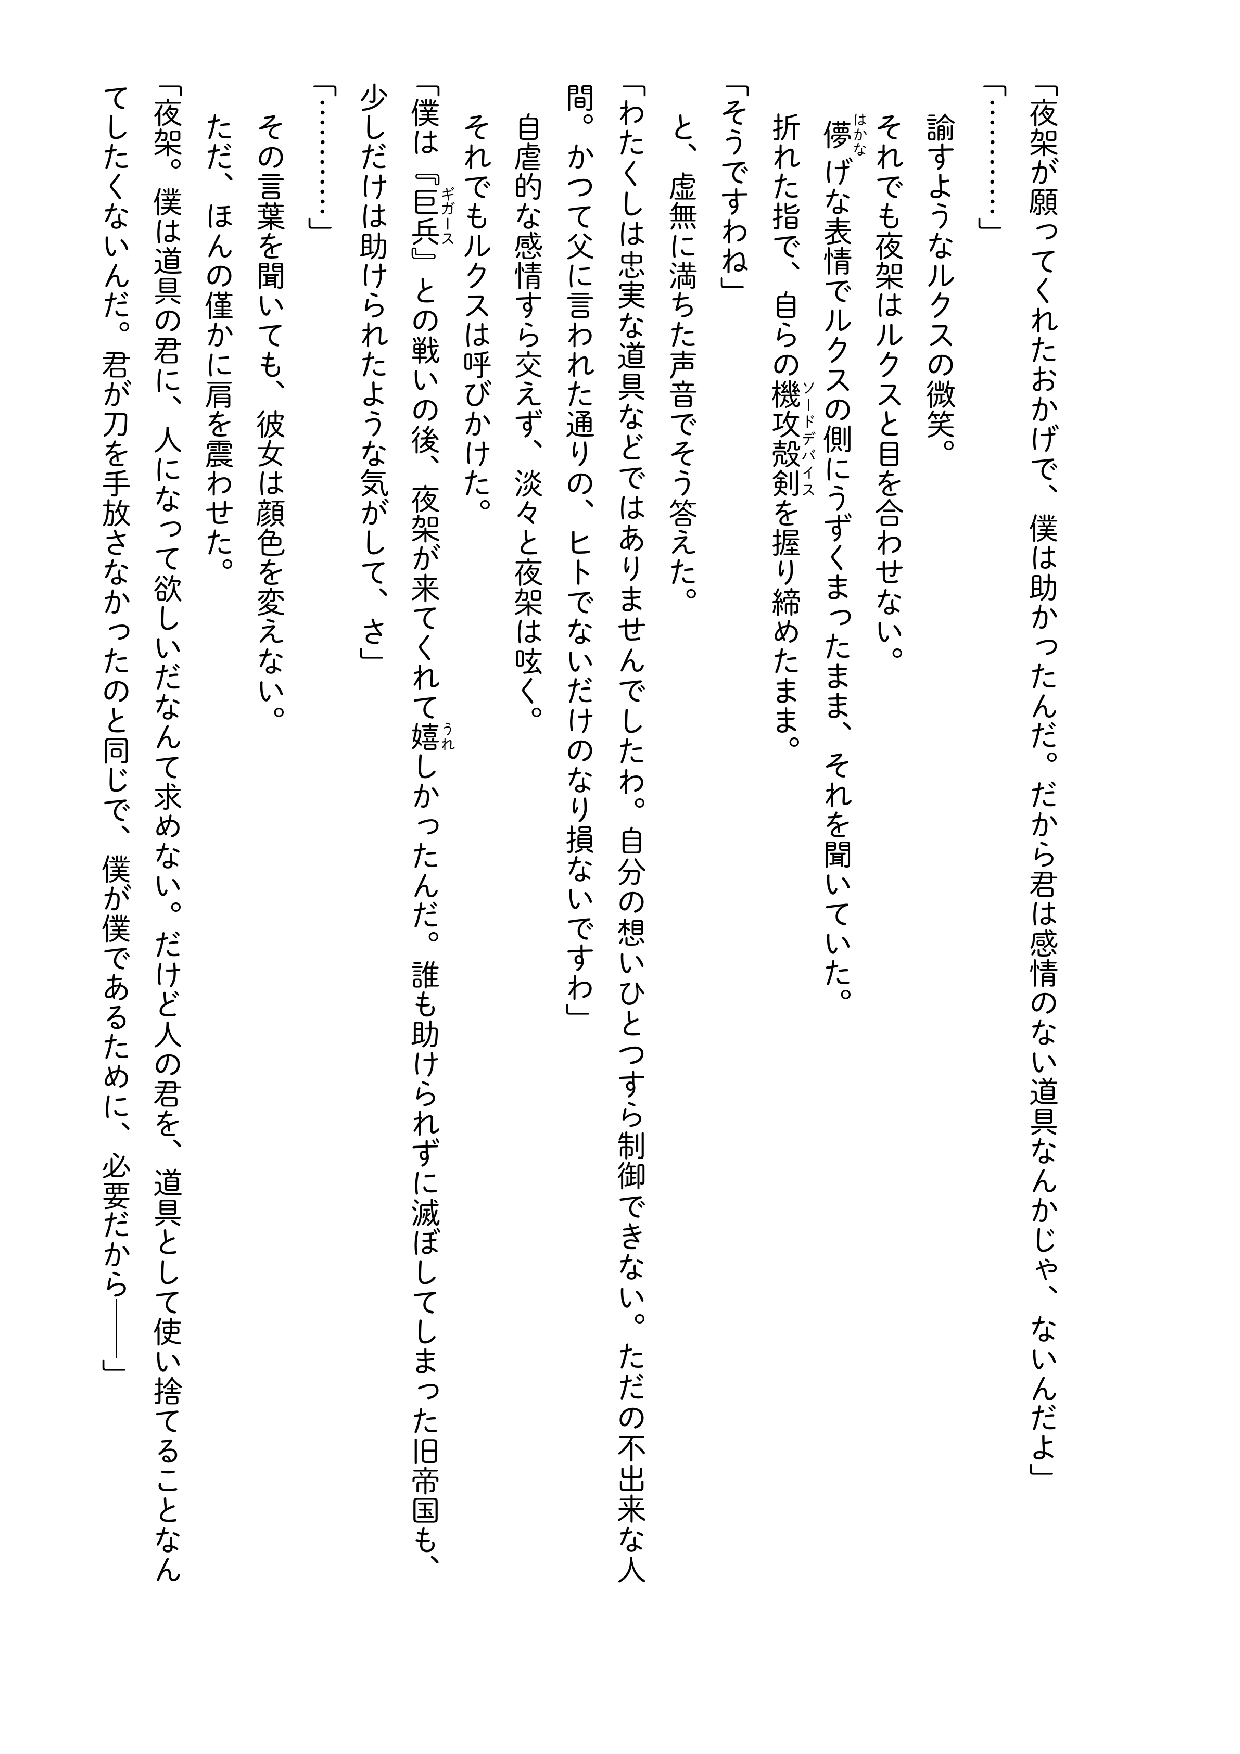 「夜架が願ってくれたおかげで、僕は助かったんだ。だから君は感情のない道具なんかじゃ、ないんだよ」
「…………」
諭すようなルクスの微笑。
それでも夜架はルクスと目を合わせない。
儚げな表情でルクスの側にうずくまったまま、それを聞いていた。
はかな
折れた指で、自らの機攻殻剣を握り締めたまま。
ソードデバイス
「そうですわね」
と、虚無に満ちた声音でそう答えた。
「わたくしは忠実な道具などではありませんでしたわ。自分の想いひとつすら制御できない。ただの不出来な人
間。かつて父に言われた通りの、ヒトでないだけのなり損ないですわ」
自虐的な感情すら交えず、淡々と夜架は呟く。
それでもルクスは呼びかけた。
「僕は『巨兵』との戦いの後、夜架が来てくれて嬉しかったんだ。誰も助けられずに滅ぼしてしまった旧帝国も、
ギガース
うれ
少しだけは助けられたような気がして、さ」
「…………」
その言葉を聞いても、彼女は顔色を変えない。
ただ、ほんの僅かに肩を震わせた。
「夜架。僕は道具の君に、人になって欲しいだなんて求めない。だけど人の君を、道具として使い捨てることなん
てしたくないんだ。君が刀を手放さなかったのと同じで、僕が僕であるために、必要だから――」